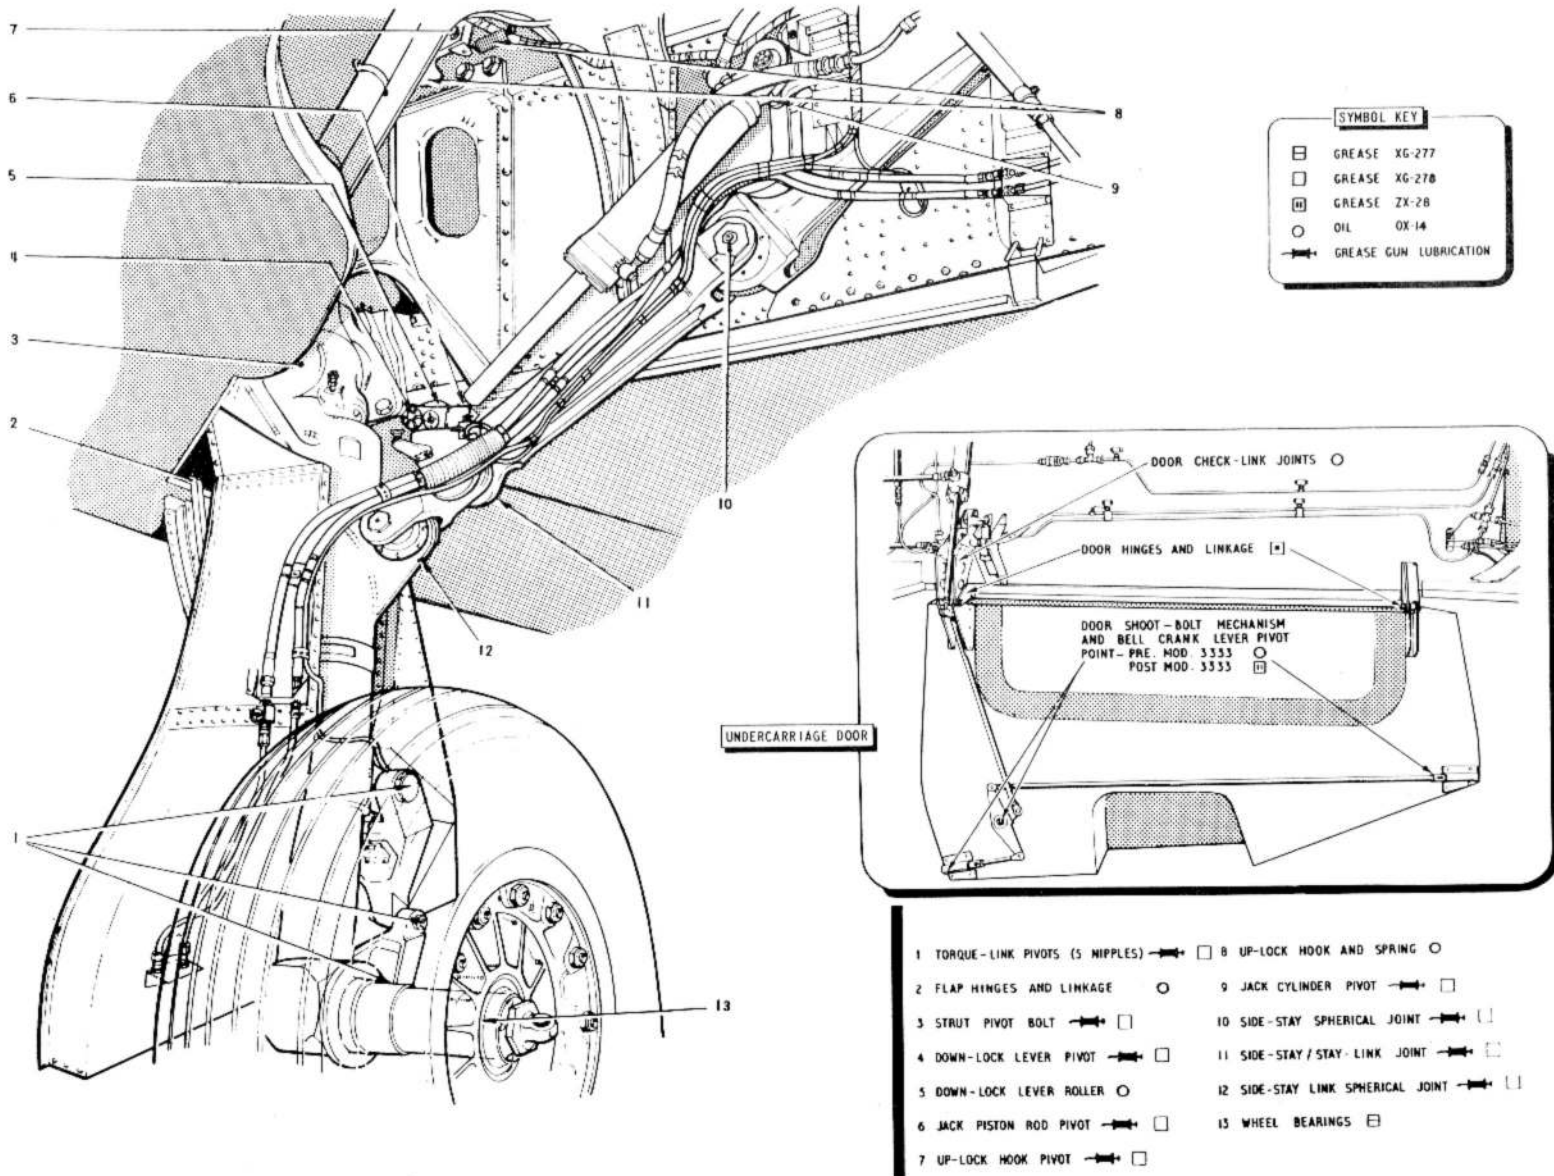 7
6
5
4
3
2
1
8
9
10
11
12
13
SYMBOL KEY
GREASE XG-277
GREASE XG-278
GREASE ZX-28
OIL OX-14
GREASE GUN LUBRICATION
DOOR CHECK-LINK JOINTS
DOOR HINGES AND LINKAGE
DOOR SHOOT-BOLT MECHANISM
AND BELL CRANK LEVER PIVOT
POINT- PRE. MOD. 3333
POST MOD. 3333
UNDERCARRIAGE DOOR
1 TORQUE-LINK PIVOTS (5 NIPPLES)
2 FLAP HINGES AND LINKAGE
3 STRUT PIVOT BOLT
4 DOWN-LOCK LEVER PIVOT
5 DOWN-LOCK LEVER ROLLER
6 JACK PISTON ROD PIVOT
7 UP-LOCK HOOK PIVOT
8 UP-LOCK HOOK AND SPRING
9 JACK CYLINDER PIVOT
10 SIDE-STAY SPHERICAL JOINT
11 SIDE-STAY/STAY-LINK JOINT
12 SIDE-STAY LINK SPHERICAL JOINT
13 WHEEL BEARINGS